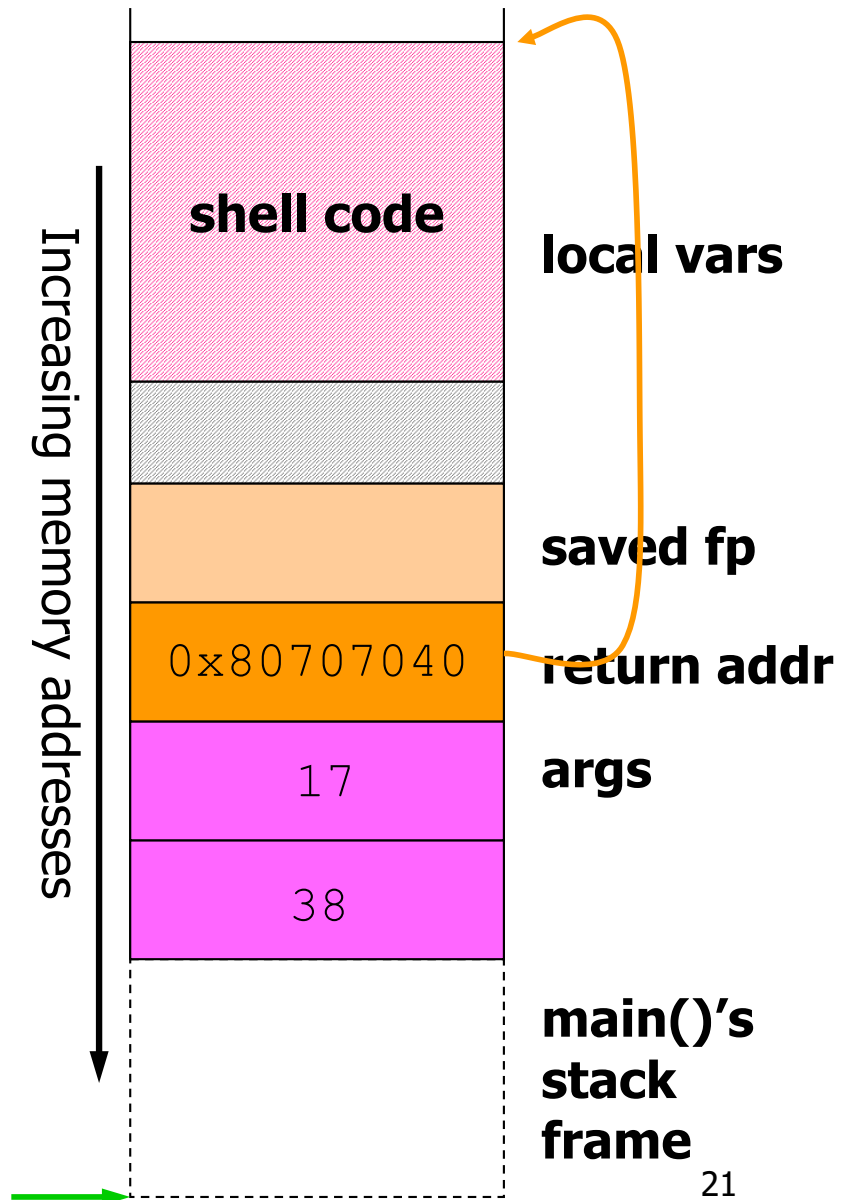 shell code
local vars
Increasing memory addresses
saved fp
0x80707040
return addr
17
args
38
main()’s
stack
frame
21